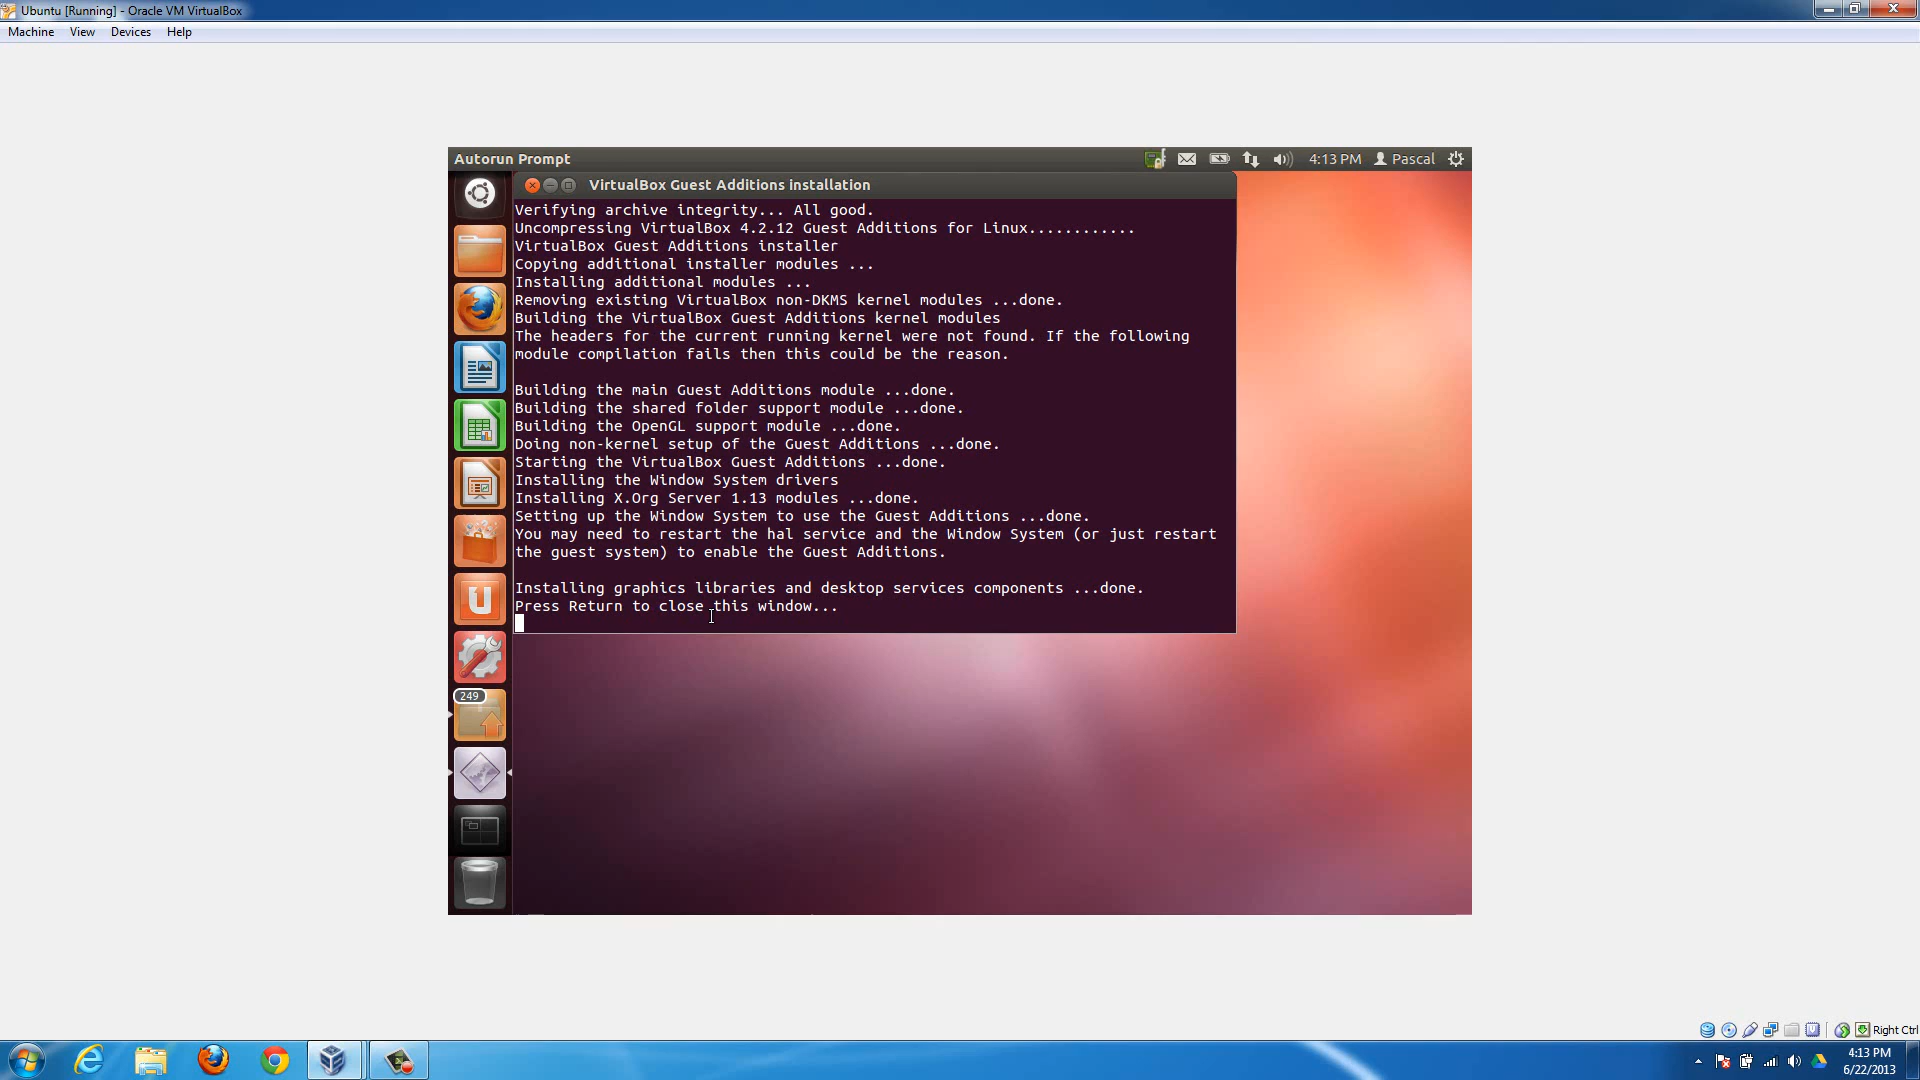 Ubuntu [Running] - Oracle VM VirtualBox
Machine View Devices Help
Autorun Prompt 4:13 PM Pascal
VirtualBox Guest Additions installation
Verifying archive integrity... All good.
Uncompressing VirtualBox 4.2.12 Guest Additions for Linux............
VirtualBox Guest Additions installer
Copying additional installer modules ...
Installing additional modules ...
Removing existing VirtualBox non-DKMS kernel modules ...done.
Building the VirtualBox Guest Additions kernel modules
The headers for the current running kernel were not found. If the following
module compilation fails then this could be the reason.
Building the main Guest Additions module ...done.
Building the shared folder support module ...done.
Building the OpenGL support module ...done.
Doing non-kernel setup of the Guest Additions ...done.
Starting the VirtualBox Guest Additions ...done.
Installing the Window System drivers
Installing X.Org Server 1.13 modules ...done.
Setting up the Window System to use the Guest Additions ...done.
You may need to restart the hal service and the Window System (or just restart
the guest system) to enable the Guest Additions.
Installing graphics libraries and desktop services components ...done.
Press Return to close this window...
249
Right Ctrl
4:13 PM
6/22/2013